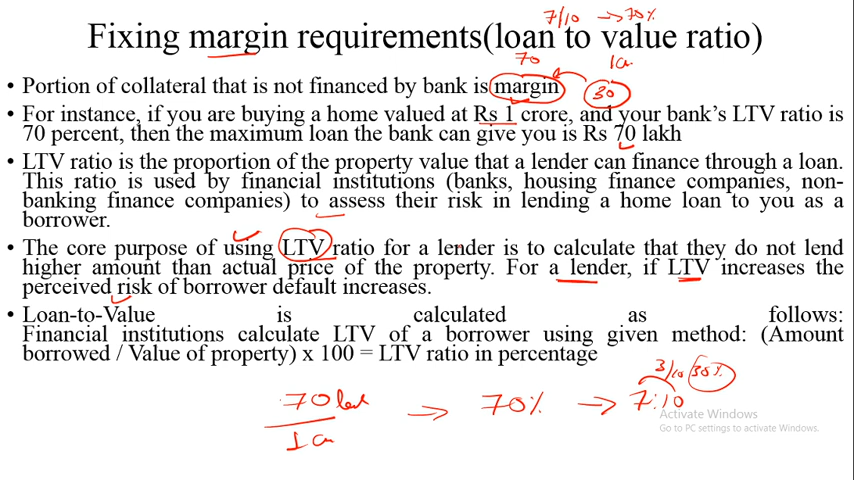 7/10 → 70%
Fixing margin requirements(loan to value ratio)
70
1 cr
• Portion of collateral that is not financed by bank is margin
30
• For instance, if you are buying a home valued at Rs 1 crore, and your bank's LTV ratio is
70 percent, then the maximum loan the bank can give you is Rs 70 lakh
• LTV ratio is the proportion of the property value that a lender can finance through a loan.
This ratio is used by financial institutions (banks, housing finance companies, non-
banking finance companies) to assess their risk in lending a home loan to you as a
borrower.
• The core purpose of using LTV ratio for a lender is to calculate that they do not lend
higher amount than actual price of the property. For a lender, if LTV increases the
perceived risk of borrower default increases.
• Loan-to-Value is calculated as follows:
Financial institutions calculate LTV of a borrower using given method: (Amount
borrowed / Value of property) x 100 = LTV ratio in percentage
3/10 30%
70 → 70% → 7:10
1 cr
Activate Windows
Go to PC settings to activate Windows.